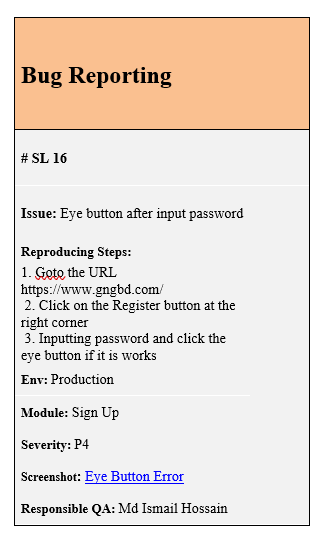 Bug Reporting
# SL 16
Issue: Eye button after input password
Reproducing Steps:
1. Goto the URL
https://www.gngbd.com/
2. Click on the Register button at the
right corner
3. Inputting password and click the
eye button if it is works
Env: Production
Module: Sign Up
Severity: P4
Screenshot: Eye Button Error
Responsible QA: Md Ismail Hossain